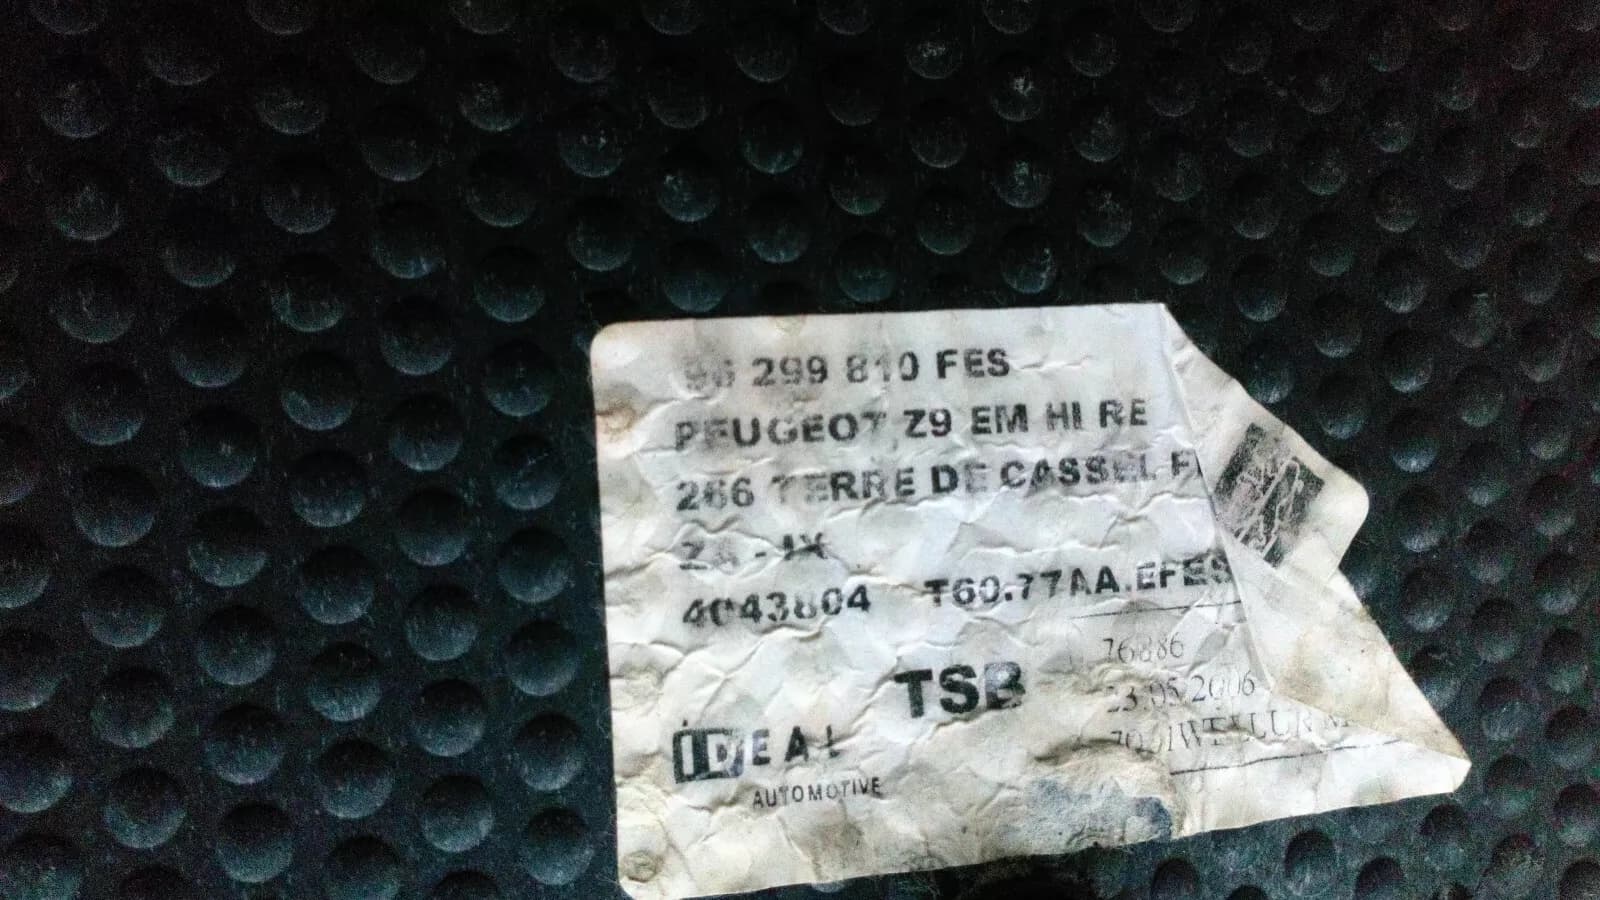 96 299 810 FES
PEUGEOT Z9 EM HI RE
266 TERRE DE CASSEL
4043804 T60.77AA.EFES
TSB
76886
23.05/2006
IDEAL
AUTOMOTIVE